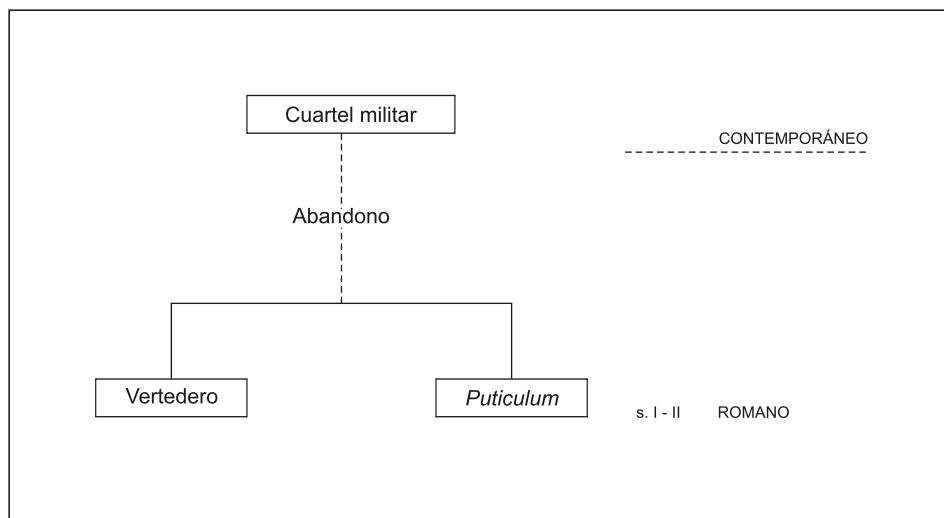 Cuartel militar
CONTEMPORÁNEO
Abandono
Vertedero
Puticulum
s. I - II ROMANO